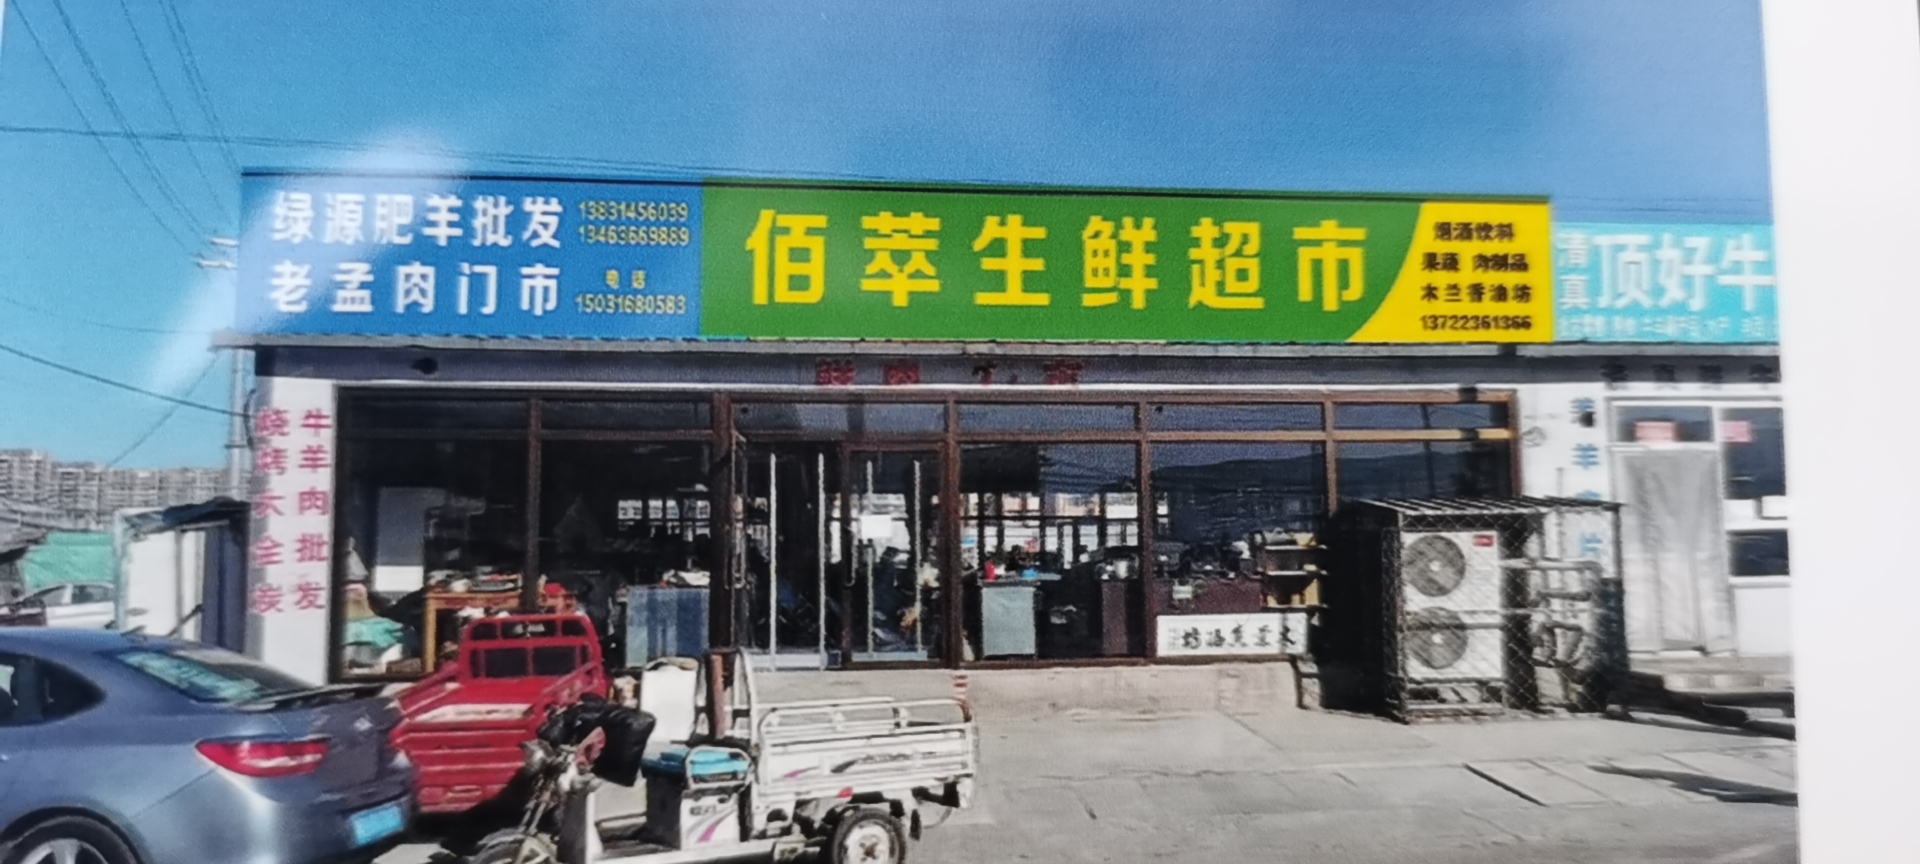 绿源肥羊批发
13831456039
13463669889
老孟肉门市
电话
15031680583
佰萃生鲜超市
烟酒饮料
果蔬 肉制品
木兰香油坊
13722361366
清真
顶好牛
牛羊肉批发
烧烤木全炭